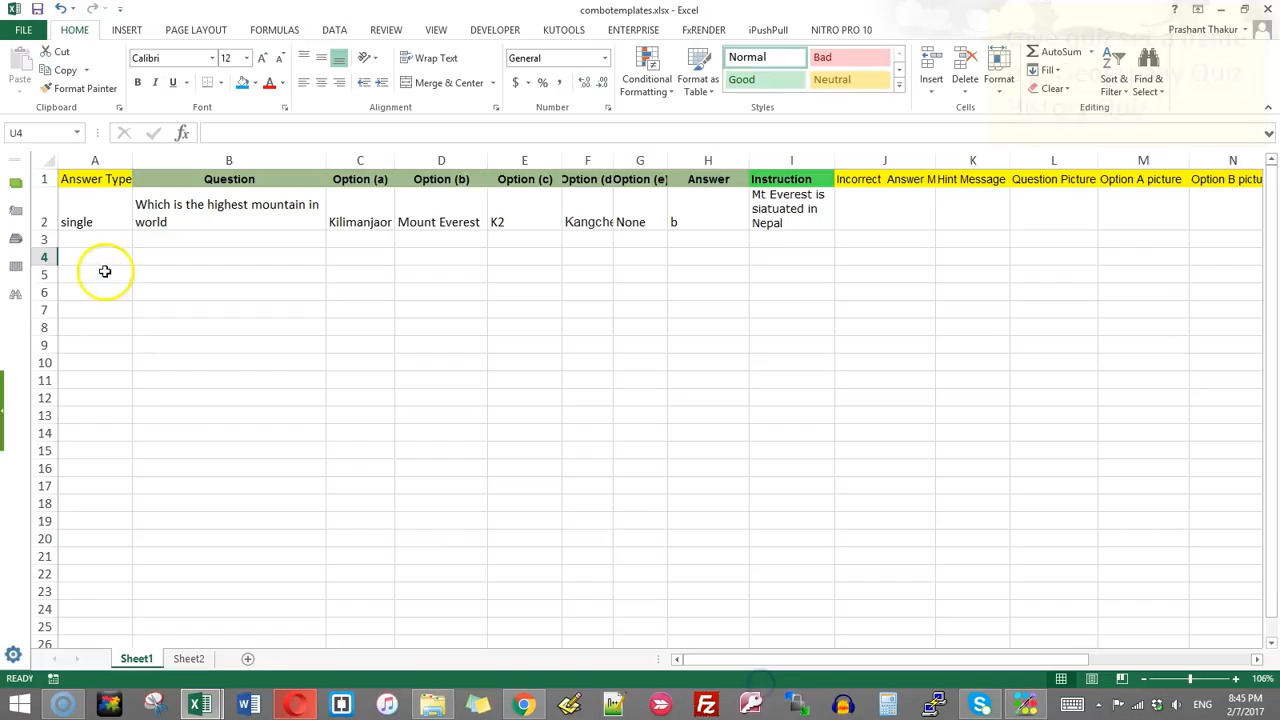 combotemplates.xlsx - Excel
FILE HOME INSERT PAGE LAYOUT FORMULAS DATA REVIEW VIEW DEVELOPER KUTOOLS ENTERPRISE FxRENDER iPushPull NITRO PRO 10 Prashant Thakur
Paste Cut Copy Format Painter Clipboard
Calibri 12 B I U Font
Wrap Text Merge & Center Alignment
General $ % Number
Conditional Formatting Format as Table Normal Bad Good Neutral Styles
Insert Delete Format Cells
AutoSum Fill Clear Sort & Filter Find & Select Editing
U4
A B C D E F G H I J K L M N
1 Answer Type Question Option (a) Option (b) Option (c) Option (d Option (e) Answer Instruction Incorrect Answer M Hint Message Question Picture Option A picture Option B pictu
2 single Which is the highest mountain in world Kilimanjaor Mount Everest K2 Kangche None b Mt Everest is siatuated in Nepal
3
4
5
6
7
8
9
10
11
12
13
14
15
16
17
18
19
20
21
22
23
24
25
26
Sheet1 Sheet2
READY 106%
ENG 8:45 PM
2/7/2017